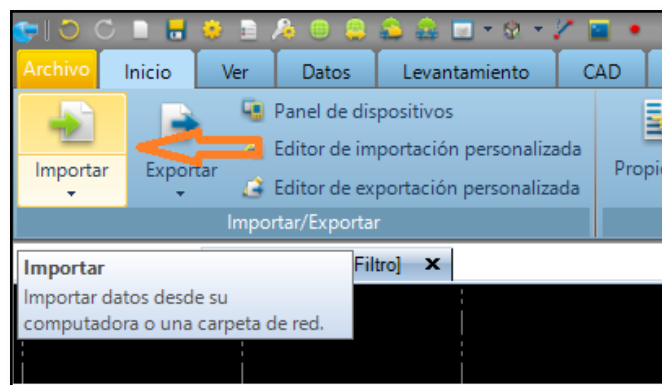 Archivo Inicio Ver Datos Levantamiento CAD
Panel de dispositivos
Editor de importación personalizada
Importar Exportar
Editor de exportación personalizada
Importar/Exportar
Filtro] X
Importar
Importar datos desde su
computadora o una carpeta de red.